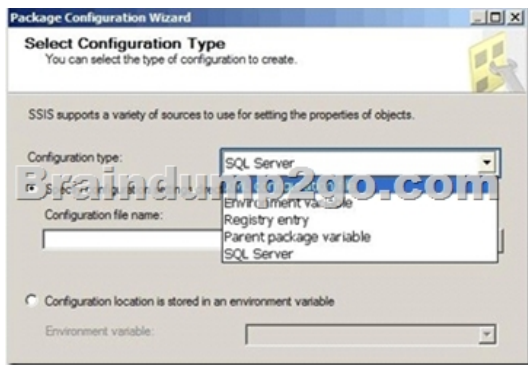 Package Configuration Wizard
Select Configuration Type
You can select the type of configuration to create.
SSIS supports a variety of sources to use for setting the properties of objects.
Configuration type:
SQL Server
Braindump2go.com
Environment variable
Registry entry
Parent package variable
SQL Server
Configuration file name:
Configuration location is stored in an environment variable
Environment variable: